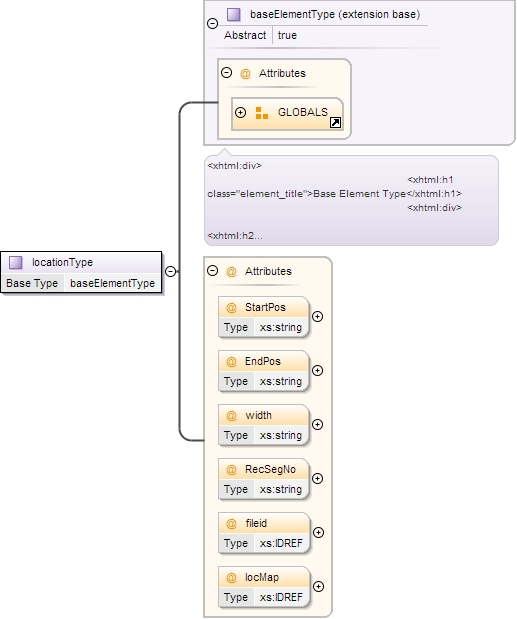 baseElementType (extension base)
Abstract true
@ Attributes
GLOBALS
<xhtml:div>
<xhtml:h1
class="element_title">Base Element Type</xhtml:h1>
<xhtml:div>
<xhtml:h2...
locationType
Base Type baseElementType
@ Attributes
@ StartPos
Type xs:string
@ EndPos
Type xs:string
@ width
Type xs:string
@ RecSegNo
Type xs:string
@ fileid
Type xs:IDREF
@ locMap
Type xs:IDREF